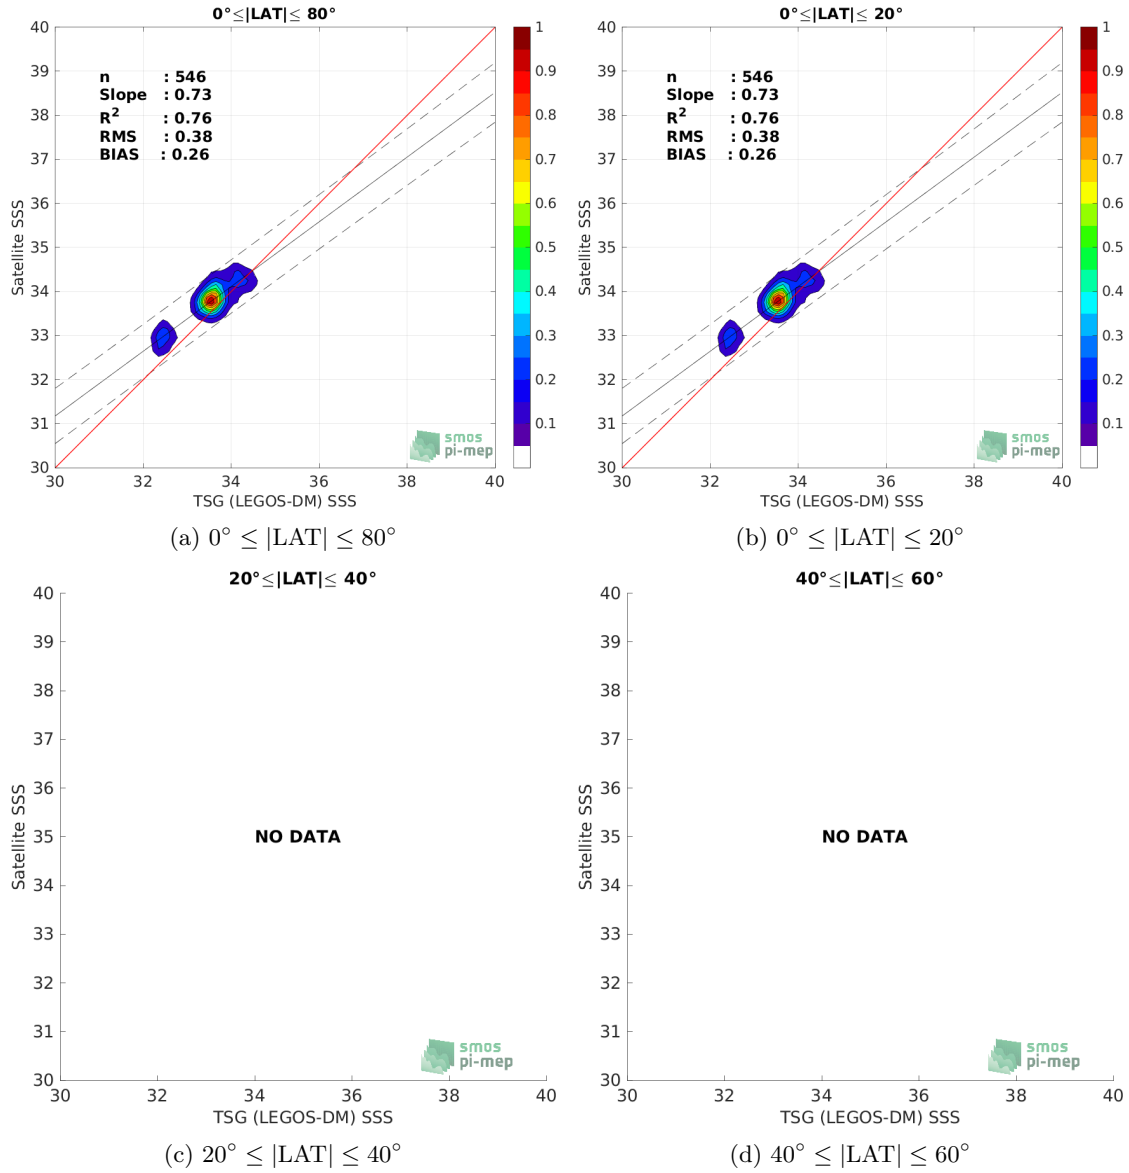 0°≤|LAT|≤ 80°
n : 546
Slope : 0.73
R² : 0.76
RMS : 0.38
BIAS : 0.26
Satellite SSS
40
39
38
37
36
35
34
33
32
31
30
30 32 34 36 38 40
TSG (LEGOS-DM) SSS
1
0.9
0.8
0.7
0.6
0.5
0.4
0.3
0.2
0.1
smos
pi-mep
(a) 0° ≤ |LAT| ≤ 80°
0°≤|LAT|≤ 20°
n : 546
Slope : 0.73
R² : 0.76
RMS : 0.38
BIAS : 0.26
Satellite SSS
40
39
38
37
36
35
34
33
32
31
30
30 32 34 36 38 40
TSG (LEGOS-DM) SSS
1
0.9
0.8
0.7
0.6
0.5
0.4
0.3
0.2
0.1
smos
pi-mep
(b) 0° ≤ |LAT| ≤ 20°
20°≤|LAT|≤ 40°
Satellite SSS
40
39
38
37
36
35
34
33
32
31
30
NO DATA
30 32 34 36 38 40
TSG (LEGOS-DM) SSS
smos
pi-mep
(c) 20° ≤ |LAT| ≤ 40°
40°≤|LAT|≤ 60°
Satellite SSS
40
39
38
37
36
35
34
33
32
31
30
NO DATA
30 32 34 36 38 40
TSG (LEGOS-DM) SSS
smos
pi-mep
(d) 40° ≤ |LAT| ≤ 60°